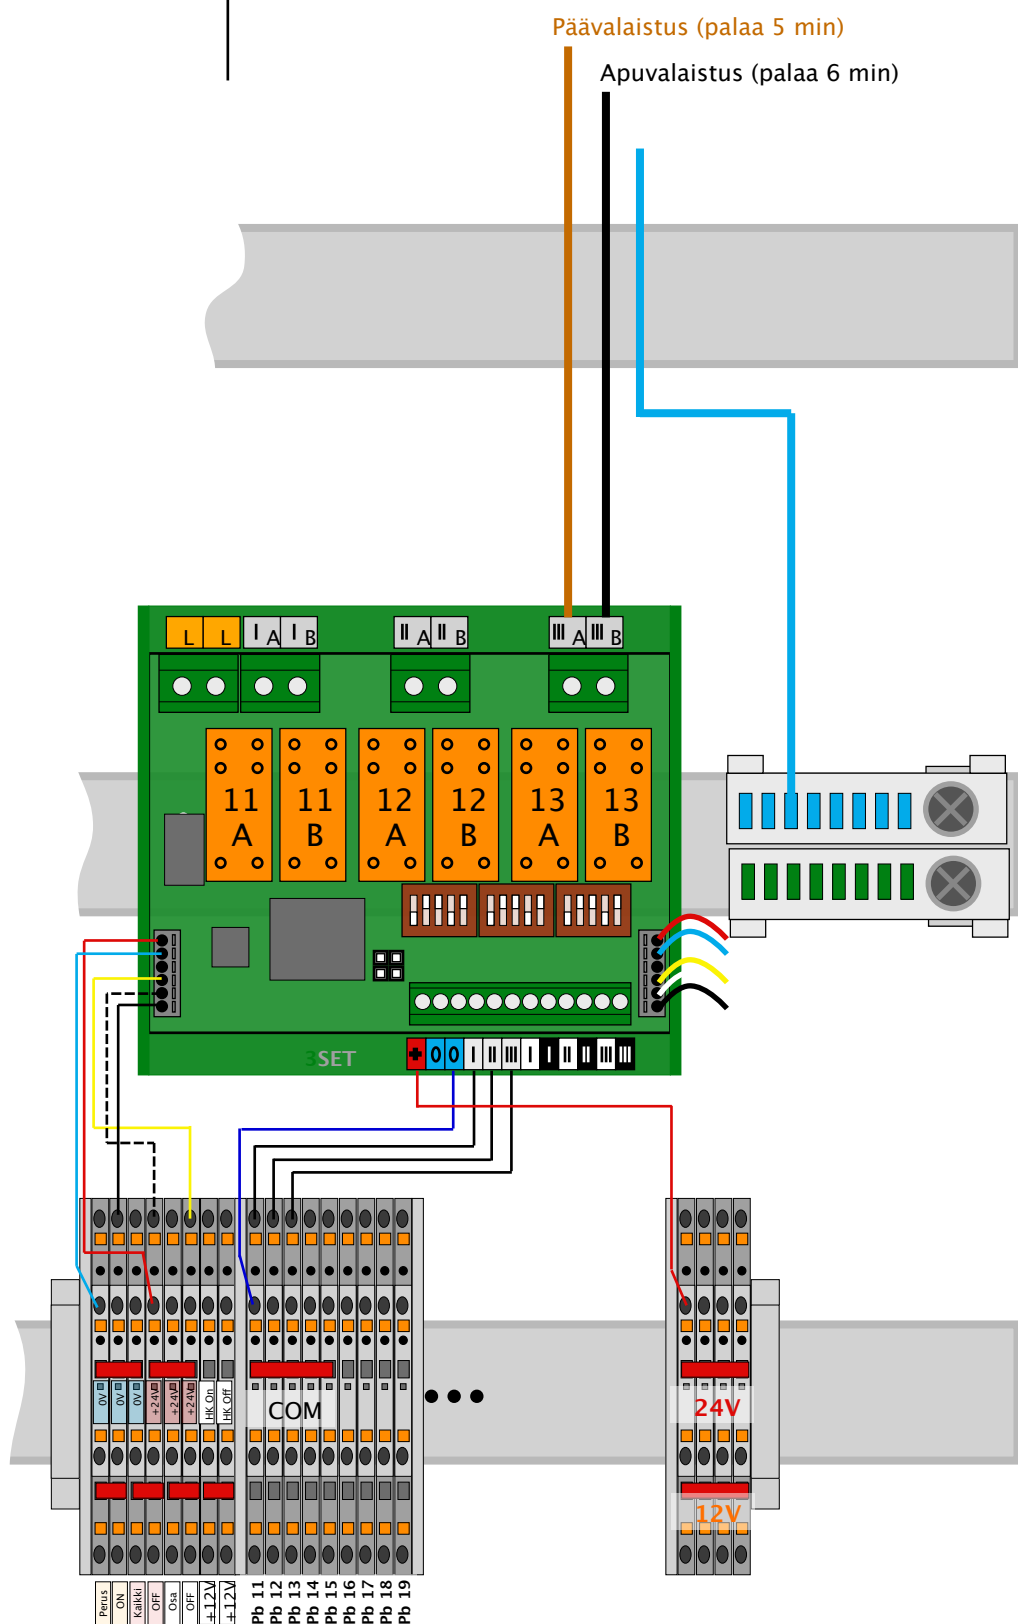 Päävalaistus (palaa 5 min)
Apuvalaistus (palaa 6 min)
L L I A I B II A II B III A III B
11 A
11 B
12 A
12 B
13 A
13 B
3SET
+ 0 0 I II III I I II II III III
0V 0V 0V +24V +24V +24V HK On HK Off
COM
24V
12V
Perus ON Kaikki OFF Osa OFF +12V +12V
Pb 11 Pb 12 Pb 13 Pb 14 Pb 15 Pb 16 Pb 17 Pb 18 Pb 19